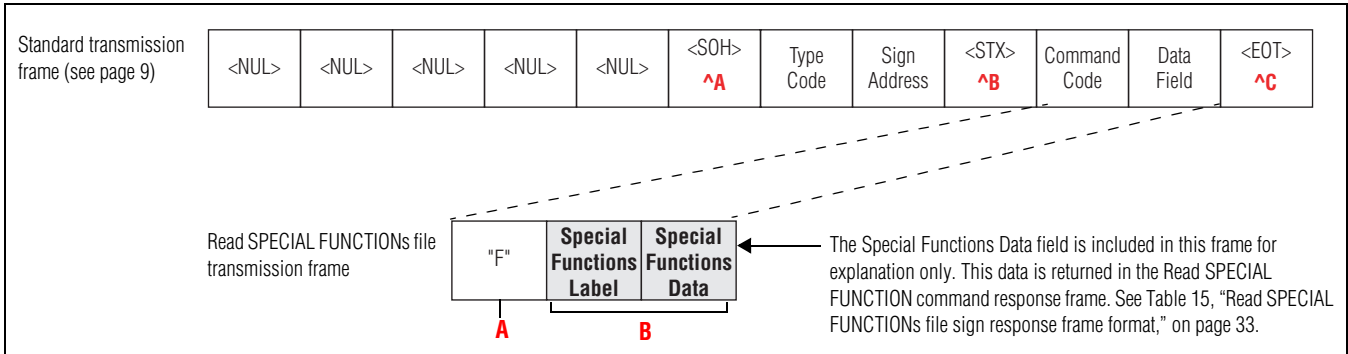 Standard transmission
frame (see page 9)
<NUL> <NUL> <NUL> <NUL> <NUL> <SOH> ^A Type Code Sign Address <STX> ^B Command Code Data Field <EOT> ^C
Read SPECIAL FUNCTIONs file
transmission frame
"F" Special Functions Label Special Functions Data
A B
The Special Functions Data field is included in this frame for
explanation only. This data is returned in the Read SPECIAL
FUNCTION command response frame. See Table 15, “Read SPECIAL
FUNCTIONs file sign response frame format,” on page 33.